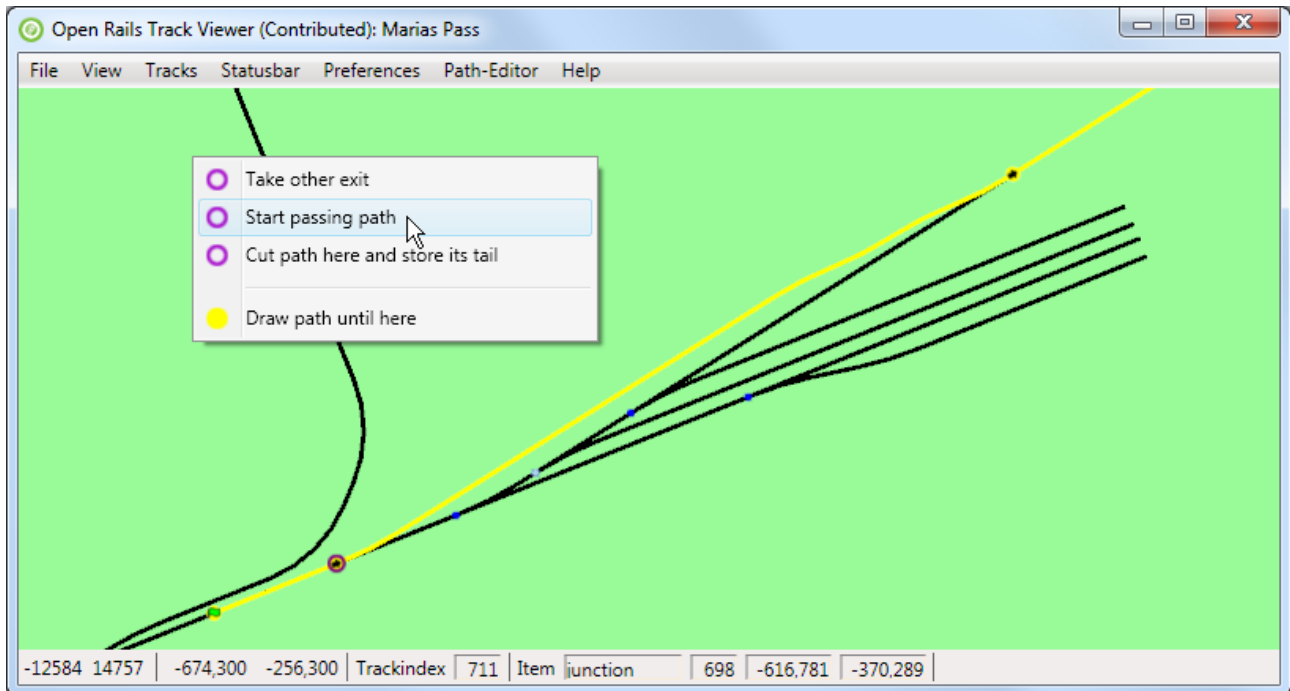 Open Rails Track Viewer (Contributed): Marias Pass
File View Tracks Statusbar Preferences Path-Editor Help
Take other exit
Start passing path
Cut path here and store its tail
Draw path until here
-12584 14757 -674,300 -256,300 Trackindex 711 Item junction 698 -616,781 -370,289